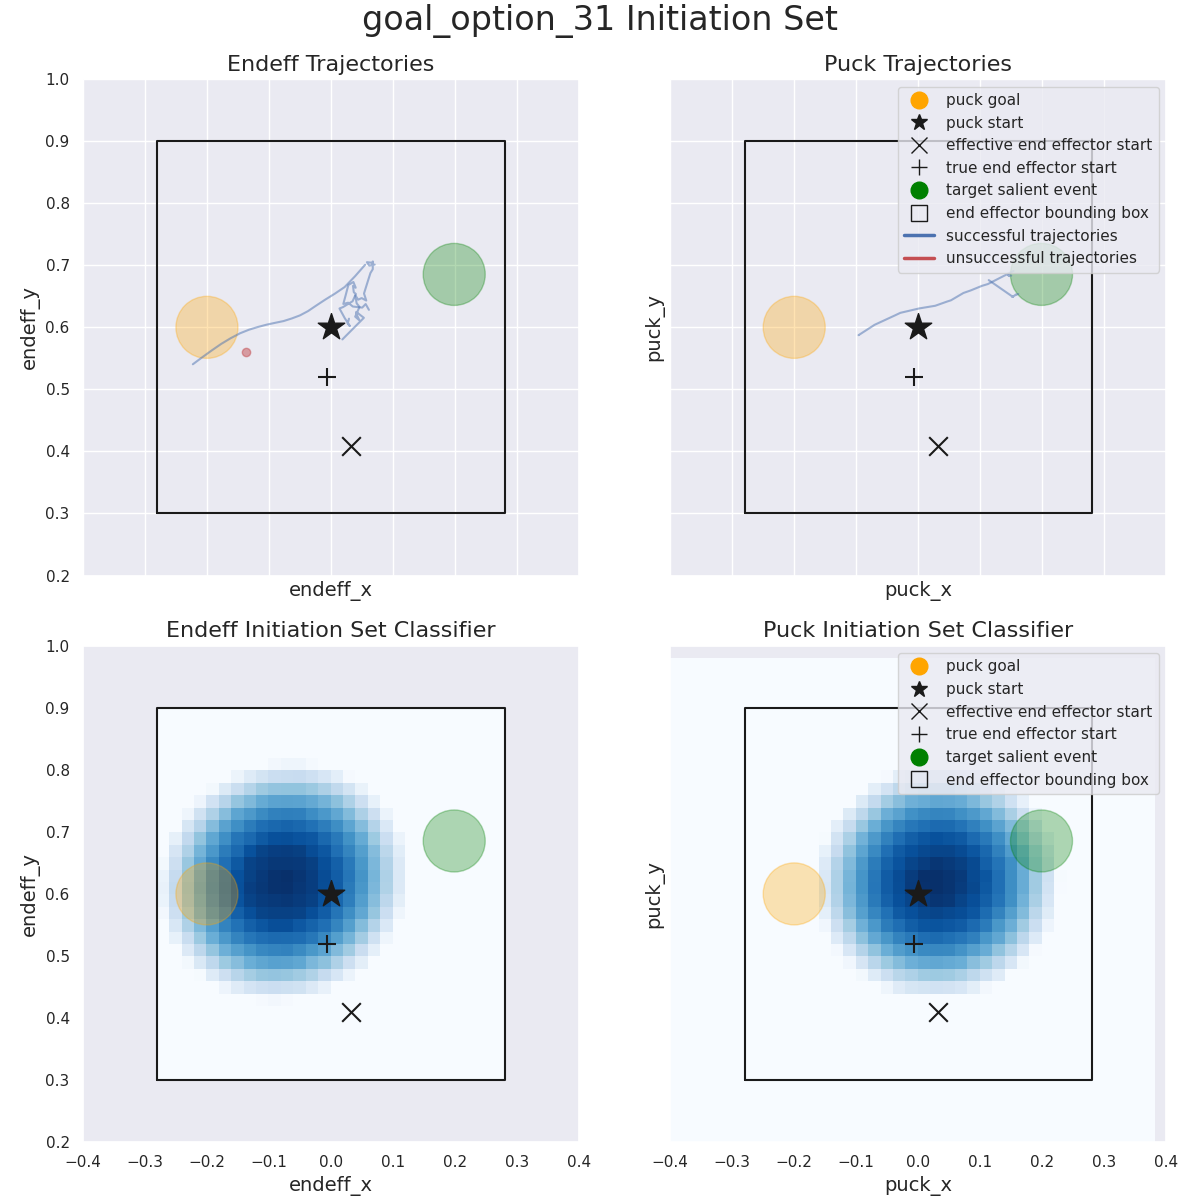 goal_option_31 Initiation Set
Endeff Trajectories
1.0
0.9
0.8
0.7
0.6
0.5
0.4
0.3
0.2
endeff_y
endeff_x
Puck Trajectories
puck goal
puck start
effective end effector start
true end effector start
target salient event
end effector bounding box
successful trajectories
unsuccessful trajectories
puck_y
puck_x
Endeff Initiation Set Classifier
1.0
0.9
0.8
0.7
0.6
0.5
0.4
0.3
0.2
endeff_y
−0.4 −0.3 −0.2 −0.1 0.0 0.1 0.2 0.3 0.4
endeff_x
Puck Initiation Set Classifier
puck goal
puck start
effective end effector start
true end effector start
target salient event
end effector bounding box
puck_y
−0.4 −0.3 −0.2 −0.1 0.0 0.1 0.2 0.3 0.4
puck_x